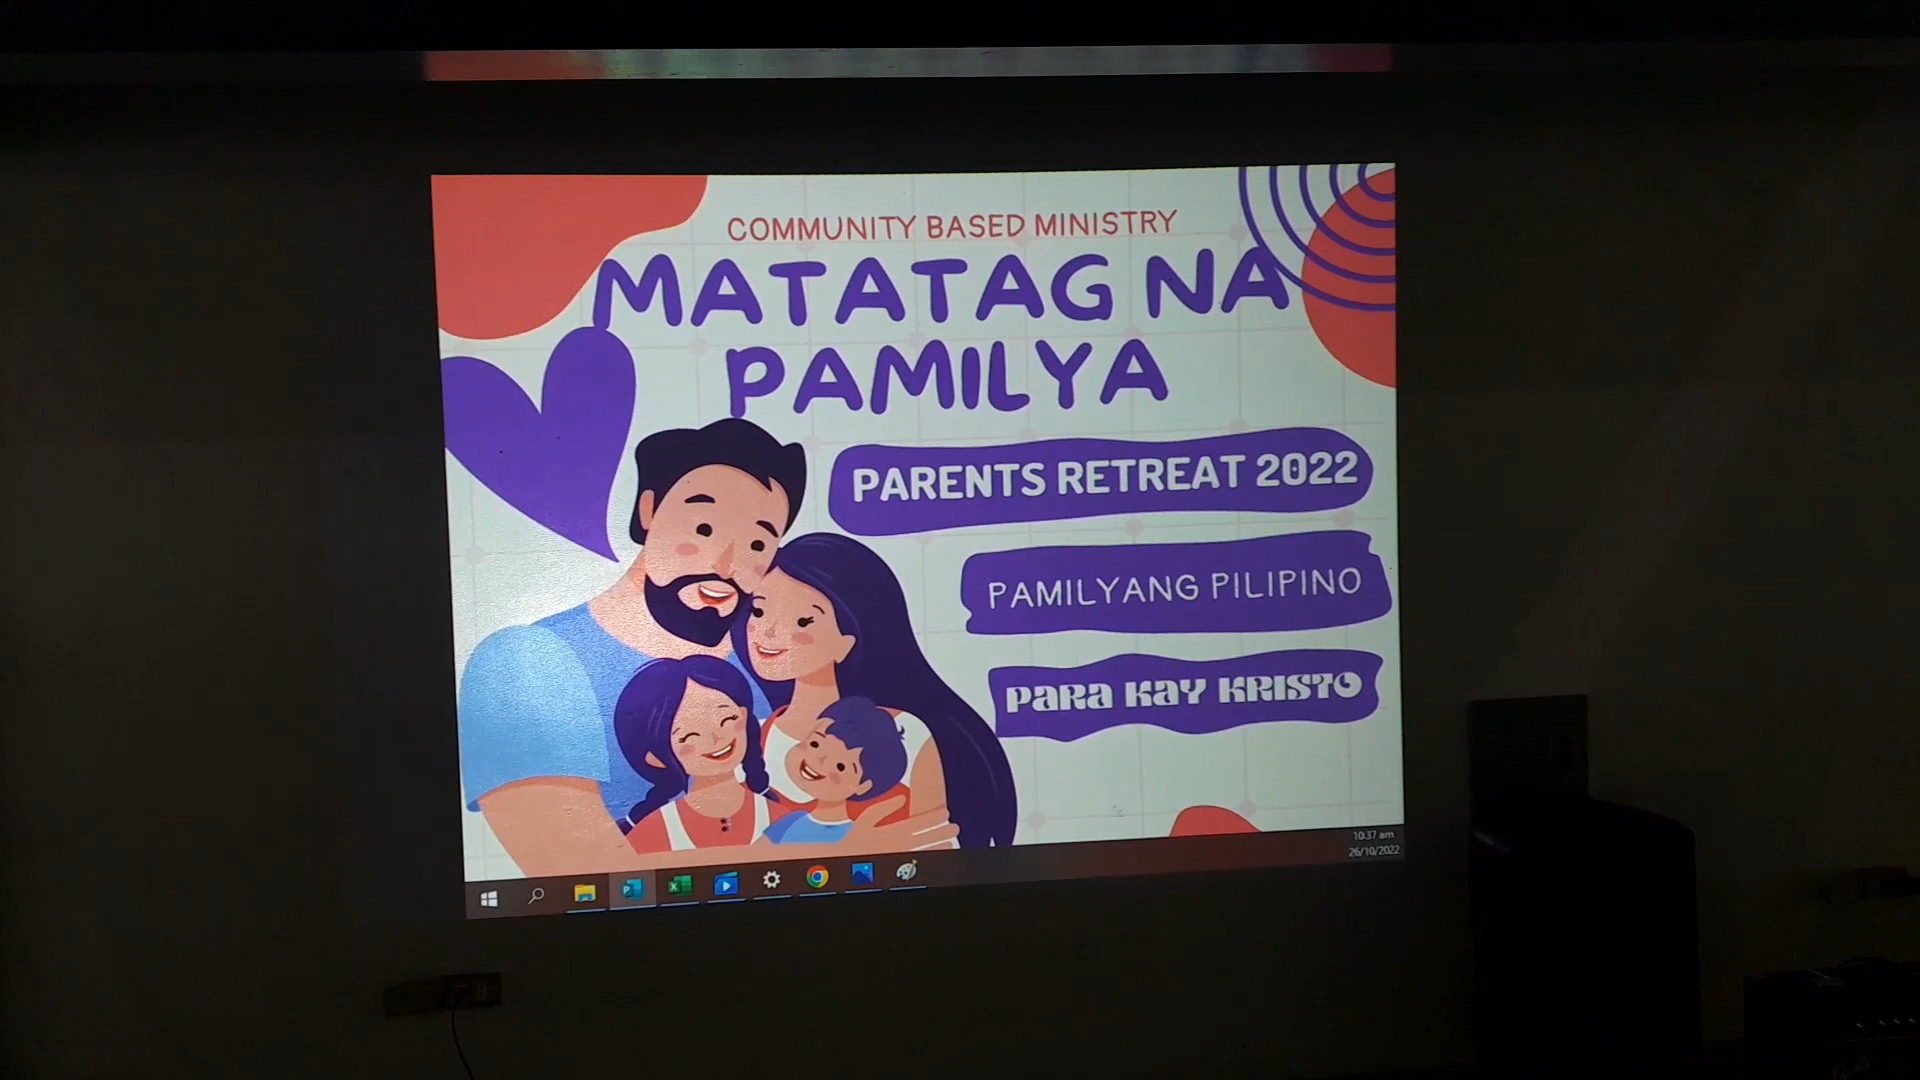 COMMUNITY BASED MINISTRY
MATATAG NA
PAMILYA
PARENTS RETREAT 2022
PAMILYANG PILIPINO
PARA KAY KRISTO
10:37 am
26/10/2022